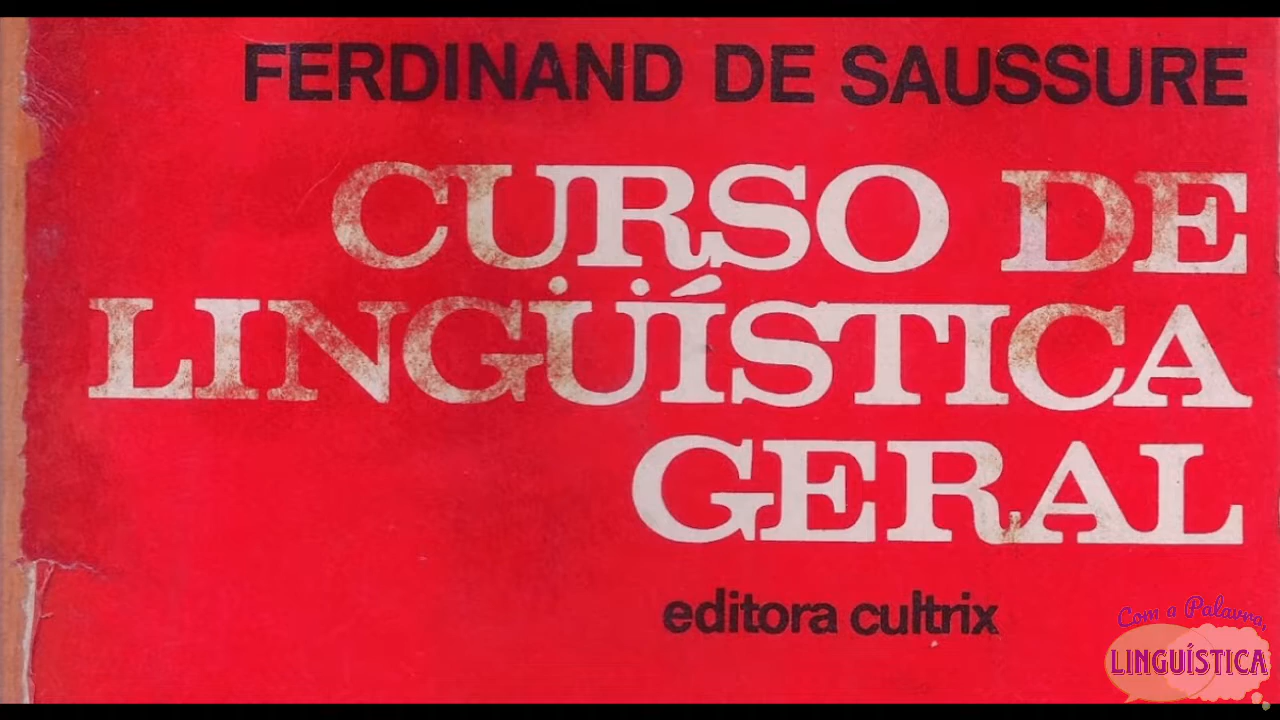 FERDINAND DE SAUSSURE
CURSO DE
LINGÜÍSTICA
GERAL
editora cultrix
Com a Palavra,
LINGUÍSTICA